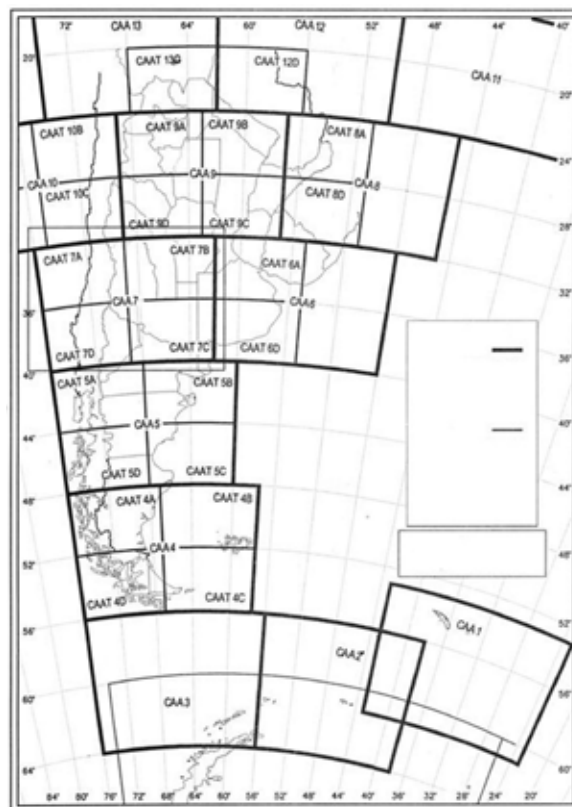 72° CAA 13 64° 60° CAA 12 52° 48° 44° 40°
20° CAAT 13C CAAT 12D CAA 11 20°
CAAT 10B CAAT 9A CAAT 9B CAAT 8A 24°
CAA 10 CAA 9 CAA 8
CAAT 10C CAAT 8D
CAAT 9D CAAT 9C 28°
CAAT 7A CAAT 7B CAAT 6A 32°
36° CAA 7 CAA 6
CAAT 7D CAAT 7C CAAT 6D 36°
40° CAAT 5A CAAT 5B
40°
44° CAA 5
CAAT 5D CAAT 5C 44°
48° CAAT 4A CAAT 4B
52° CAA 4 48°
CAAT 4D CAAT 4C
56° CAA 2 CAA 1 52°
60° CAA 3 56°
64° 60°
84° 80° 76° 72° 68° 64° 60° 56° 52° 48° 44° 40° 36° 32° 28° 24° 20°